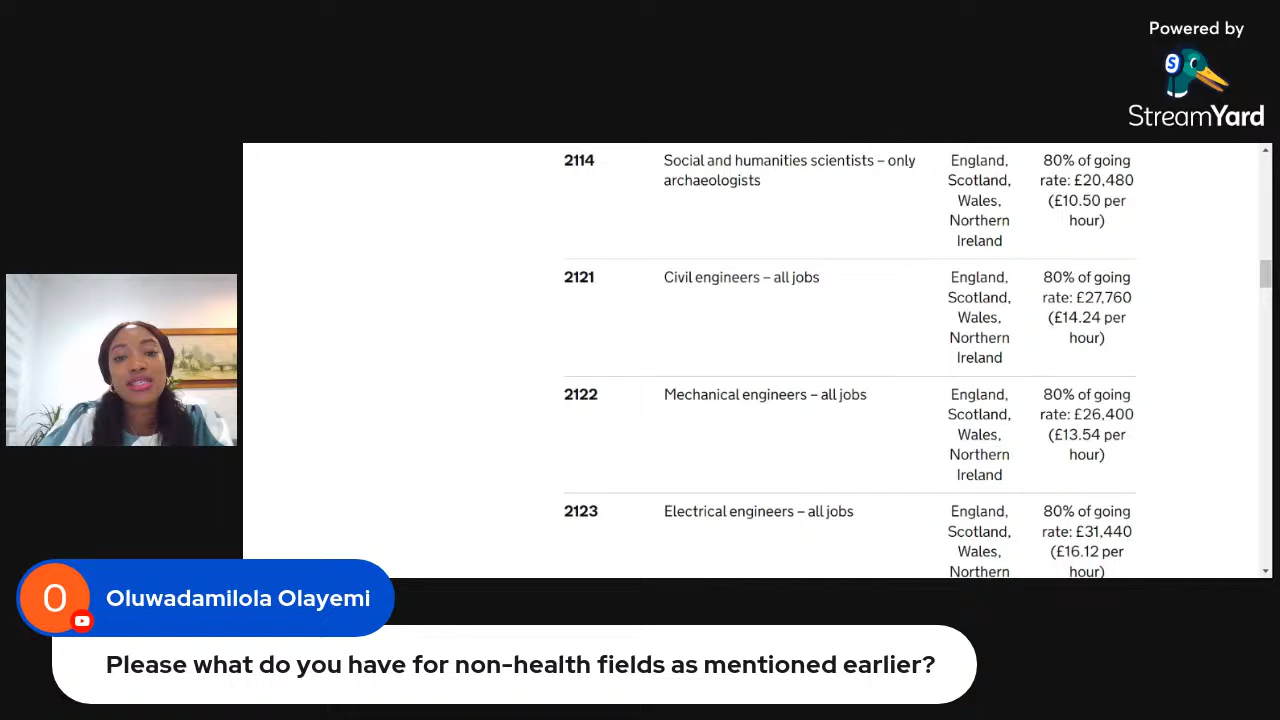 Powered by
S
StreamYard
2114 Social and humanities scientists – only England, 80% of going
archaeologists Scotland, rate: £20,480
Wales, (£10.50 per
Northern hour)
Ireland
2121 Civil engineers – all jobs England, 80% of going
Scotland, rate: £27,760
Wales, (£14.24 per
Northern hour)
Ireland
2122 Mechanical engineers – all jobs England, 80% of going
Scotland, rate: £26,400
Wales, (£13.54 per
Northern hour)
Ireland
2123 Electrical engineers – all jobs England, 80% of going
Scotland, rate: £31,440
Wales, (£16.12 per
Northern hour)
O Oluwadamilola Olayemi
Please what do you have for non-health fields as mentioned earlier?